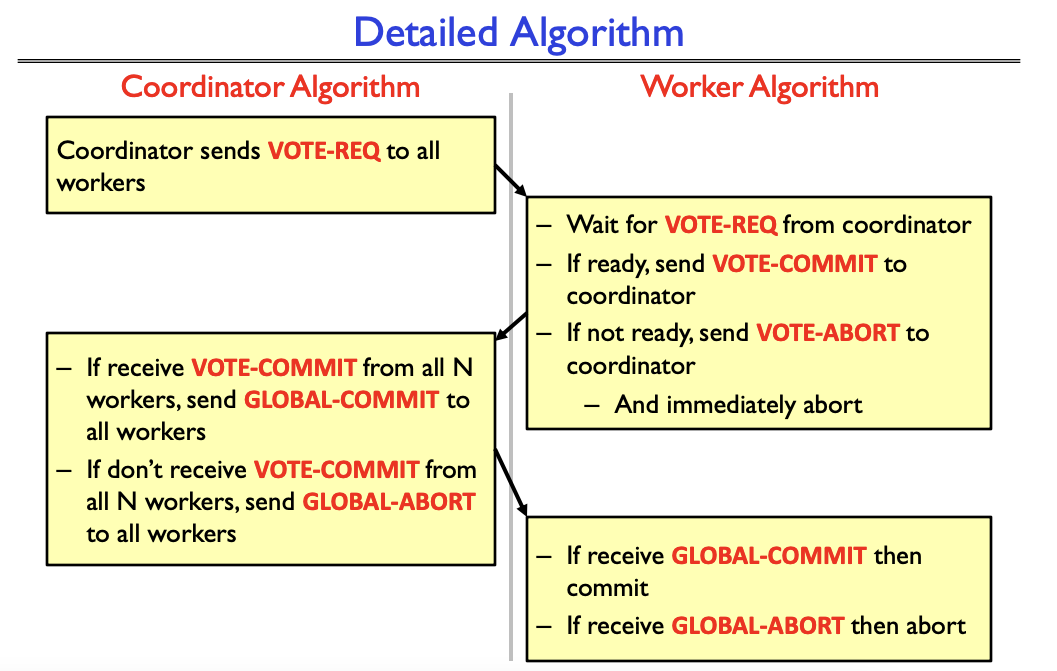 Detailed Algorithm
Coordinator Algorithm
Worker Algorithm
Coordinator sends VOTE-REQ to all
workers
– Wait for VOTE-REQ from coordinator
– If ready, send VOTE-COMMIT to
coordinator
– If not ready, send VOTE-ABORT to
coordinator
– And immediately abort
– If receive VOTE-COMMIT from all N
workers, send GLOBAL-COMMIT to
all workers
– If don’t receive VOTE-COMMIT from
all N workers, send GLOBAL-ABORT
to all workers
– If receive GLOBAL-COMMIT then
commit
– If receive GLOBAL-ABORT then abort